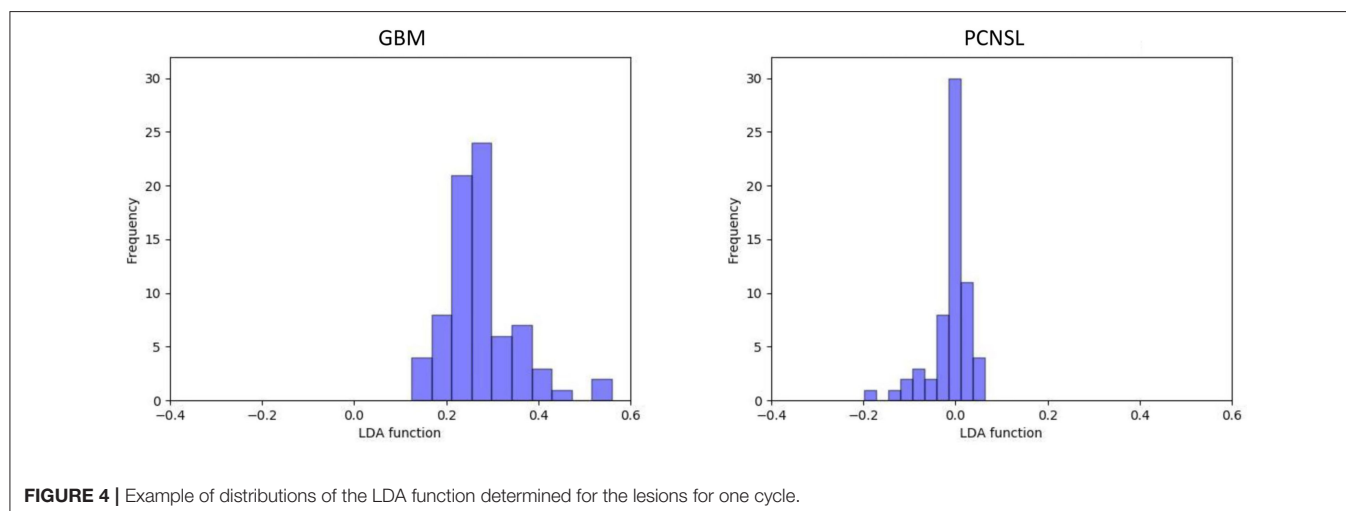 GBM
30
25
20
15
10
5
0
Frequency
−0.4 −0.2 0.0 0.2 0.4 0.6
LDA function
PCNSL
30
25
20
15
10
5
0
Frequency
−0.4 −0.2 0.0 0.2 0.4 0.6
LDA function
FIGURE 4 | Example of distributions of the LDA function determined for the lesions for one cycle.